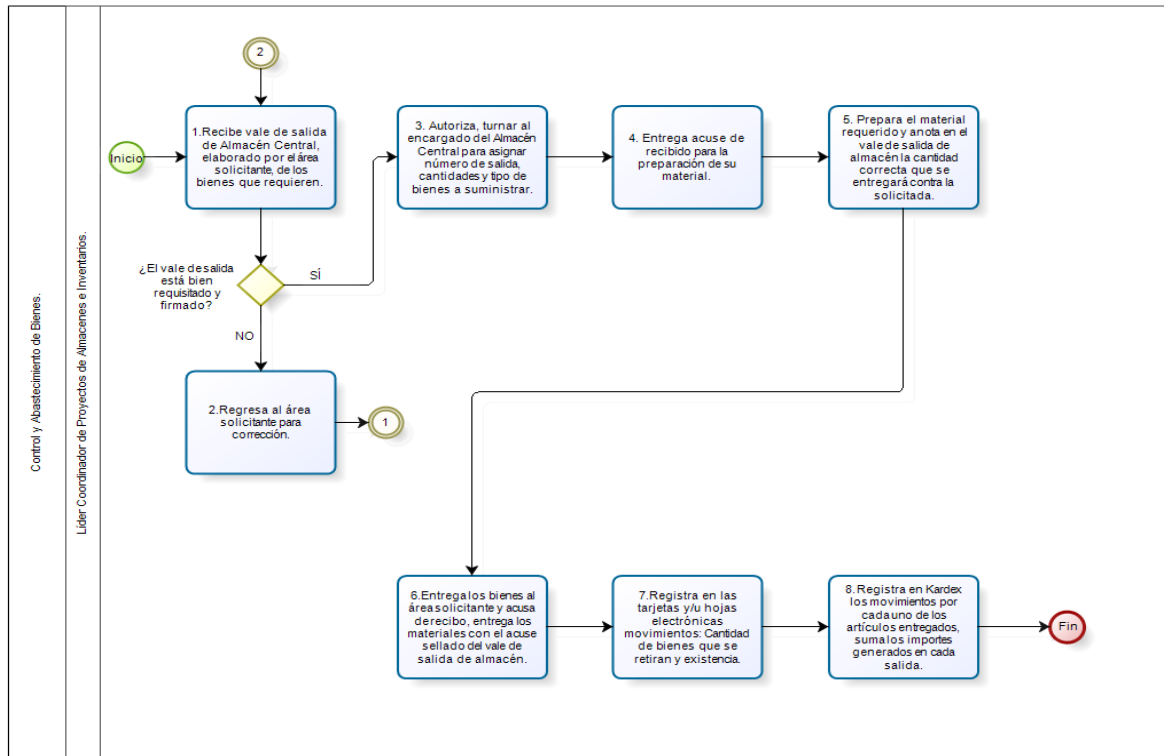 Control y Abastecimiento de Bienes.
Líder Coordinador de Proyectos de Almacenes e Inventarios.
2
Inicio
1.Recibe vale de salida
de Almacén Central,
elaborado por el área
solicitante, de los
bienes que requieren.
¿El vale de salida
está bien
requisitado y
firmado?
SÍ
NO
2.Regresa al área
solicitante para
corrección.
1
3. Autoriza, turnar al
encargado del Almacén
Central para asignar
número de salida,
cantidades y tipo de
bienes a suministrar.
4. Entrega acuse de
recibido para la
preparación de su
material.
5. Prepara el material
requerido y anota en el
vale de salida de
almacén la cantidad
correcta que se
entregará contra la
solicitada.
6.Entrega los bienes al
área solicitante y acusa
de recibo, entrega los
materiales con el acuse
sellado del vale de
salida de almacén.
7.Registra en las
tarjetas y/u hojas
electrónicas
movimientos: Cantidad
de bienes que se
retiran y existencia.
8. Registra en Kardex
los movimientos por
cada uno de los
artículos entregados,
suma los importes
generados en cada
salida.
Fin